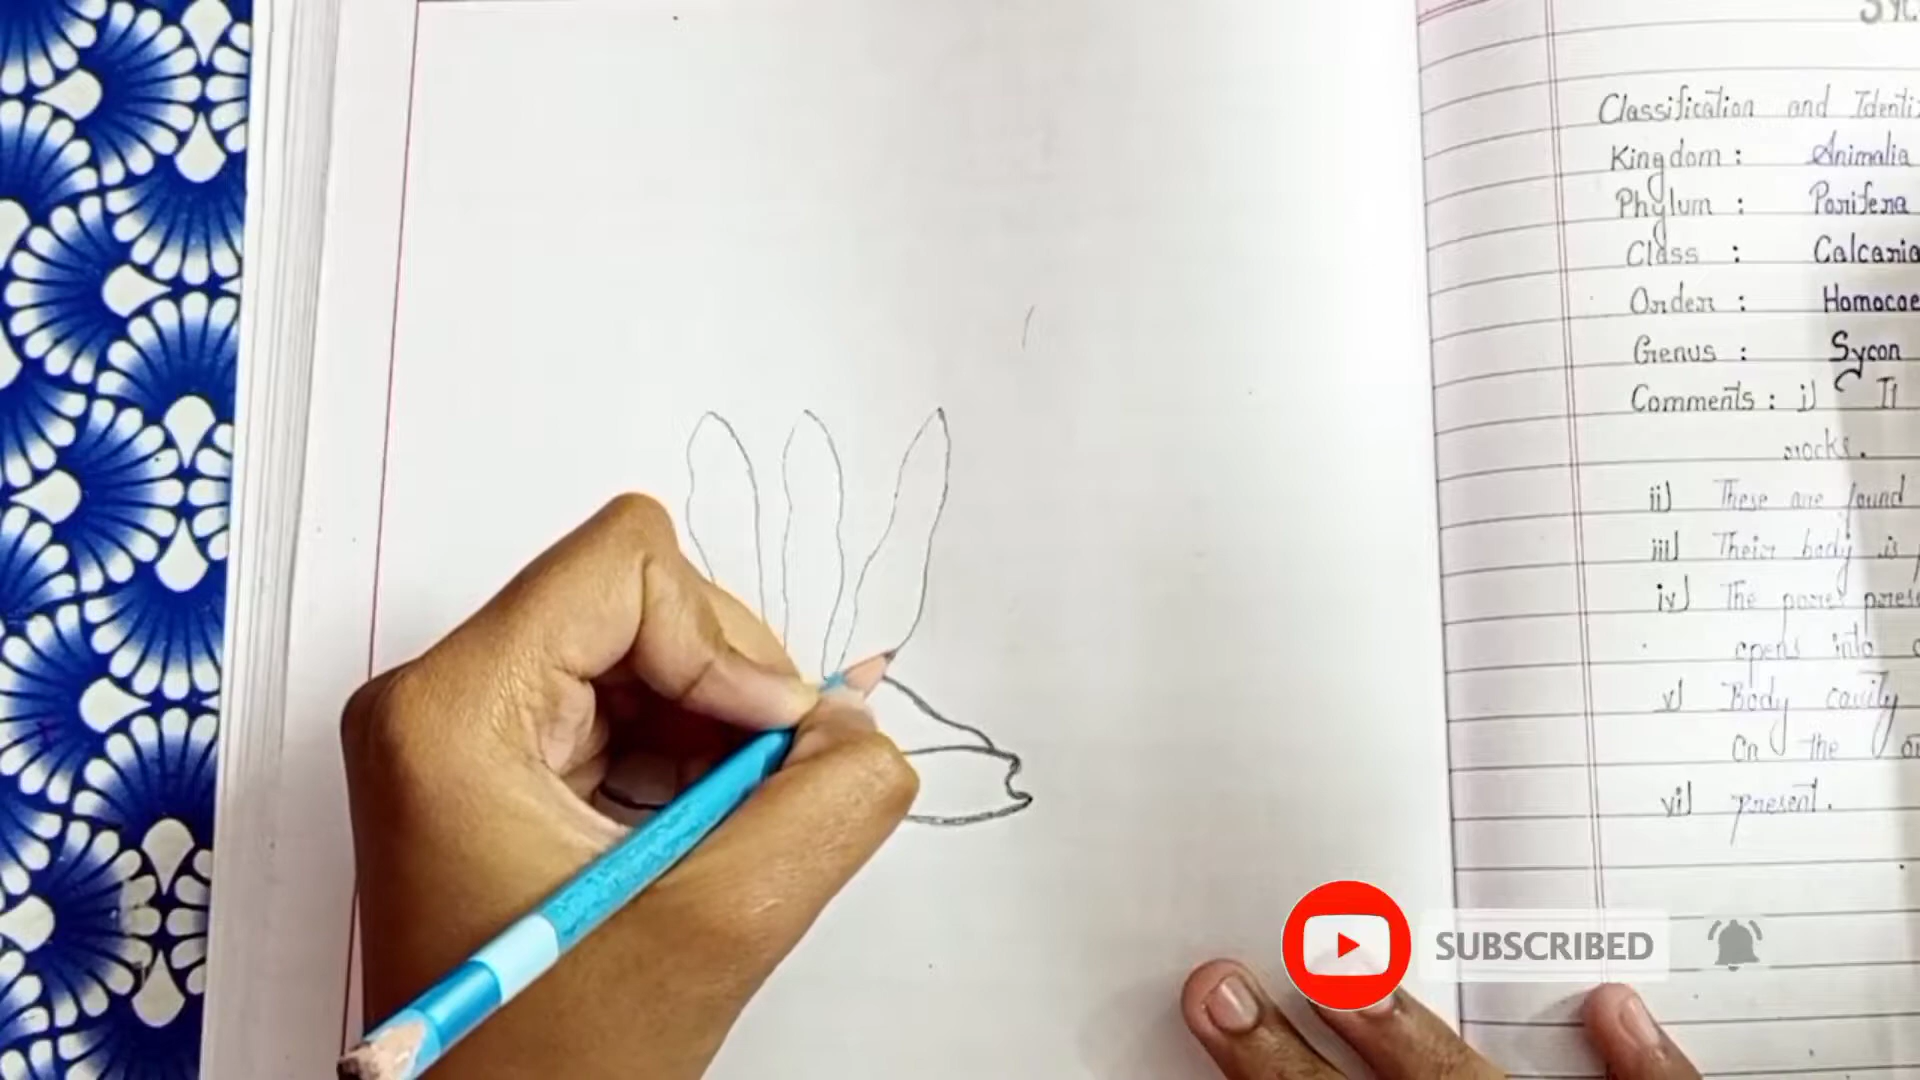 Syc
Classification and Identi
Kingdom : Animalia
Phylum : Porifera
Class : Calcaria
Order : Homocoe
Genus : Sycon
Comments : i) It
rocks.
ii) These are found
iii) Their body is
iv) The pores prese
opens into
v) Body cavity
On the
vi) present.
SUBSCRIBED